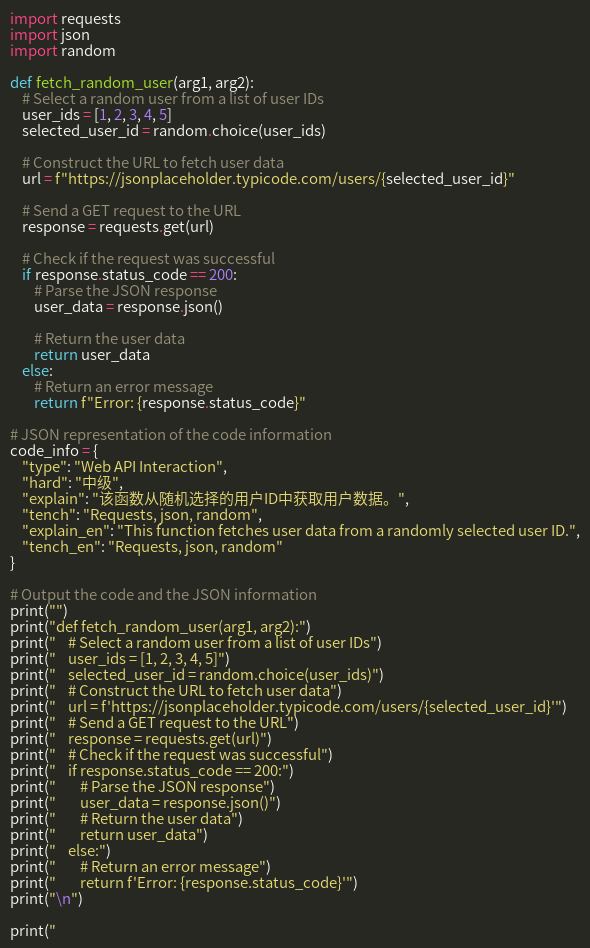 import requests
import json
import random

def fetch_random_user(arg1, arg2):
    # Select a random user from a list of user IDs
    user_ids = [1, 2, 3, 4, 5]
    selected_user_id = random.choice(user_ids)

    # Construct the URL to fetch user data
    url = f"https://jsonplaceholder.typicode.com/users/{selected_user_id}"

    # Send a GET request to the URL
    response = requests.get(url)

    # Check if the request was successful
    if response.status_code == 200:
        # Parse the JSON response
        user_data = response.json()

        # Return the user data
        return user_data
    else:
        # Return an error message
        return f"Error: {response.status_code}"

# JSON representation of the code information
code_info = {
    "type": "Web API Interaction",
    "hard": "中级",
    "explain": "该函数从随机选择的用户ID中获取用户数据。",
    "tench": "Requests, json, random",
    "explain_en": "This function fetches user data from a randomly selected user ID.",
    "tench_en": "Requests, json, random"
}

# Output the code and the JSON information
print("")
print("def fetch_random_user(arg1, arg2):")
print("    # Select a random user from a list of user IDs")
print("    user_ids = [1, 2, 3, 4, 5]")
print("    selected_user_id = random.choice(user_ids)")
print("    # Construct the URL to fetch user data")
print("    url = f'https://jsonplaceholder.typicode.com/users/{selected_user_id}'")
print("    # Send a GET request to the URL")
print("    response = requests.get(url)")
print("    # Check if the request was successful")
print("    if response.status_code == 200:")
print("        # Parse the JSON response")
print("        user_data = response.json()")
print("        # Return the user data")
print("        return user_data")
print("    else:")
print("        # Return an error message")
print("        return f'Error: {response.status_code}'")
print("\n")

print("